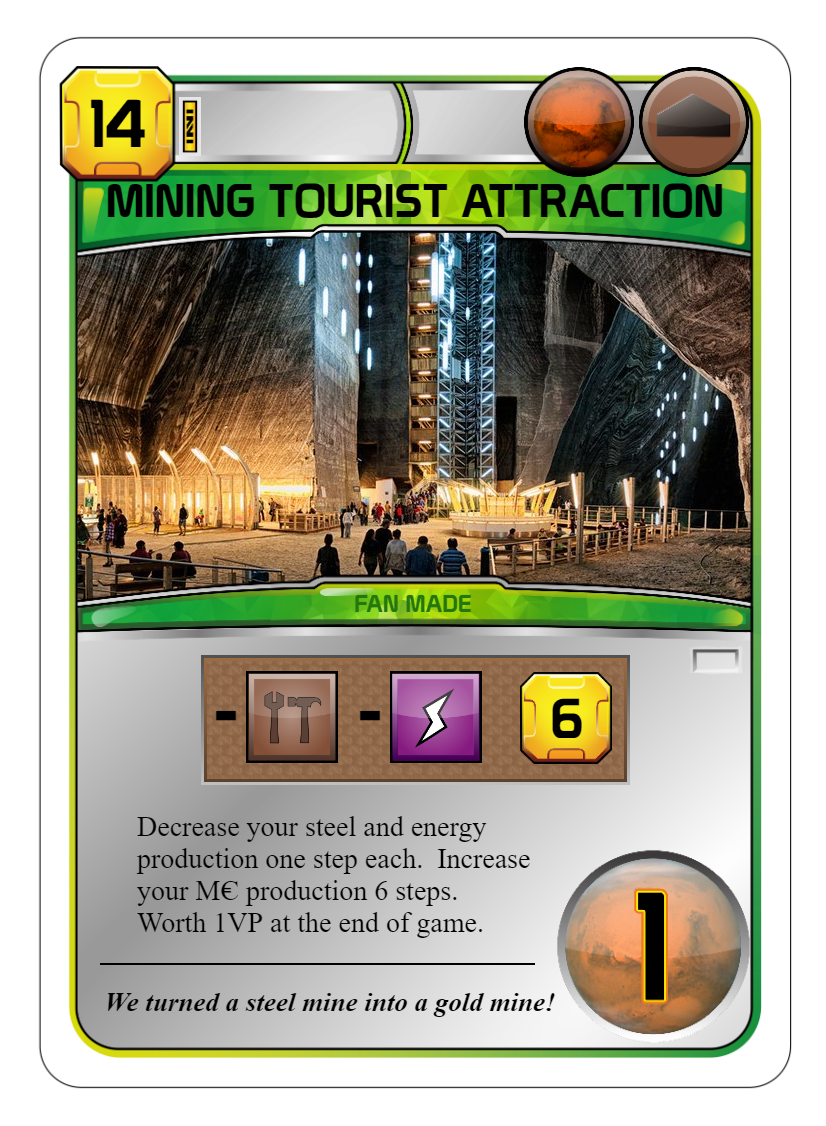 14
MINING TOURIST ATTRACTION
FAN MADE
-
-
6
Decrease your steel and energy
production one step each.  Increase
your M€ production 6 steps.
Worth 1VP at the end of game.
1
We turned a steel mine into a gold mine!